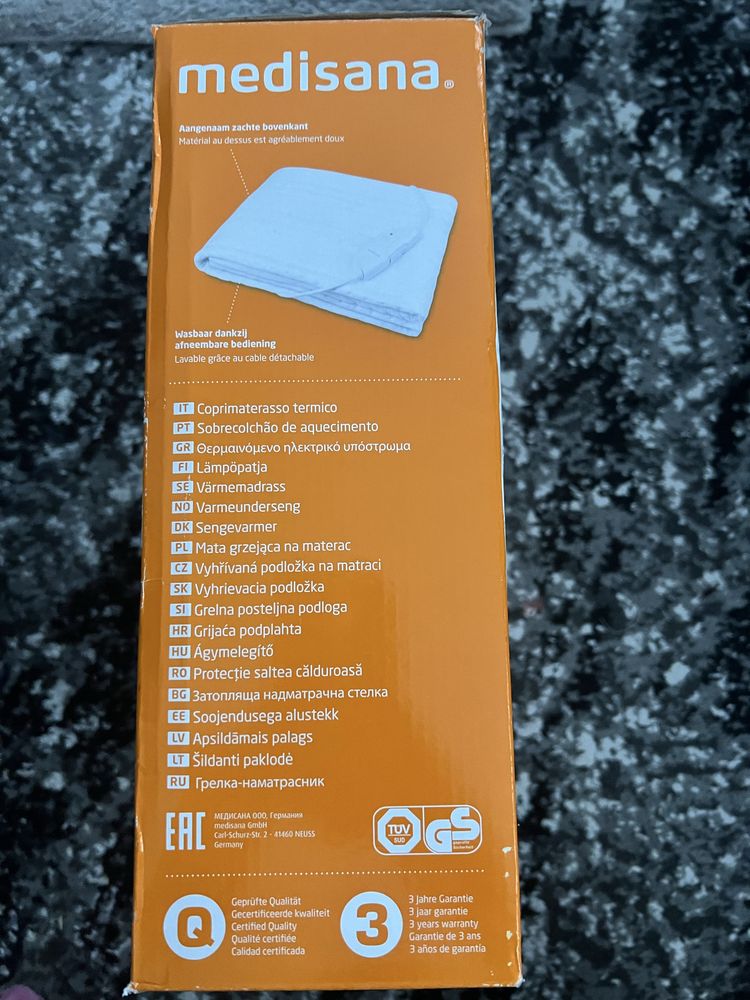 medisana®
Aangenaam zachte bovenkant
Matérial au dessus est agréablement doux
Wasbaar dankzij
afneembare bediening
Lavable grâce au cable détachable
IT Coprimaterasso termico
PT Sobrecolchão de aquecimento
GR Θερμαινόμενο ηλεκτρικό υπόστρωμα
FI Lämpöpatja
SE Värmemadrass
NO Varmeunderseng
DK Sengevarmer
PL Mata grzejąca na materac
CZ Vyhřívaná podložka na matraci
SK Vyhrievacia podložka
SI Grelna posteljna podloga
HR Grijaća podplahta
HU Ágymelegítő
RO Protecție saltea călduroasă
BG Затопляща надматрачна стелка
EE Soojendusega alustekk
LV Apsildāmais palags
LT Šildanti paklodė
RU Грелка-наматрасник
EAC
МЕДИСАНА ООО, Германия
medisana GmbH
Carl-Schurz-Str. 2 - 41460 NEUSS
Germany
TÜV
SÜD
GS
geprüfte
Sicherheit
Q
Geprüfte Qualität
Gecertificeerde kwaliteit
Certified Quality
Qualité certifiée
Calidad certificada
3
3 Jahre Garantie
3 jaar garantie
3 years warranty
Garantie de 3 ans
3 años de garantía